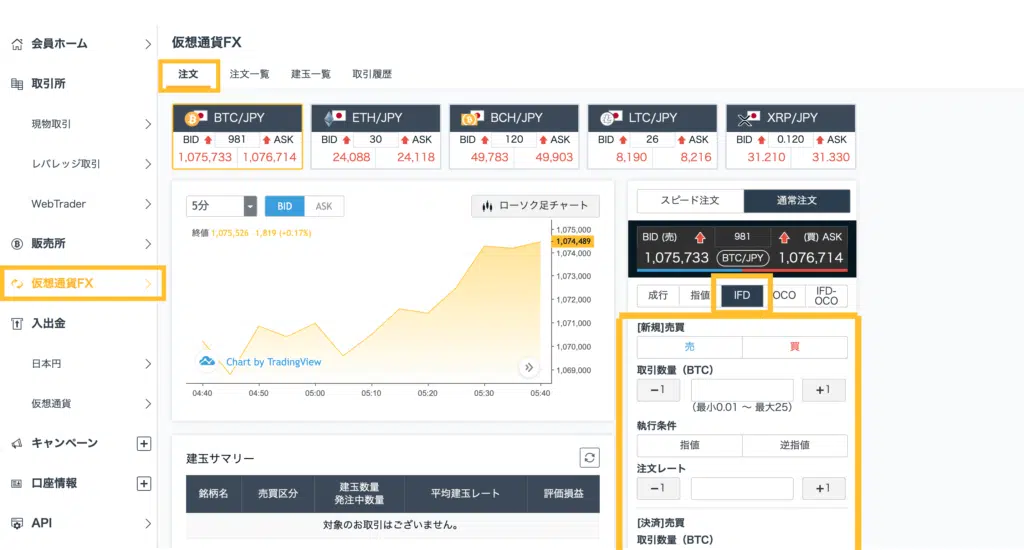 会員ホーム
取引所
現物取引
レバレッジ取引
WebTrader
販売所
仮想通貨FX
入出金
日本円
仮想通貨
キャンペーン
口座情報
API
仮想通貨FX
注文 注文一覧 建玉一覧 取引履歴
BTC/JPY
BID 981 ASK
1,075,733 1,076,714
ETH/JPY
BID 30 ASK
24,088 24,118
BCH/JPY
BID 120 ASK
49,783 49,903
LTC/JPY
BID 26 ASK
8,190 8,216
XRP/JPY
BID 0.120 ASK
31.210 31.330
5分 BID ASK ローソク足チャート
終値 1,075,526 1,819 (+0.17%)
1,075,000
1,074,489
1,074,000
1,073,000
1,072,000
1,071,000
1,070,000
1,069,000
Chart by TradingView
04:40 04:50 05:00 05:10 05:20 05:30 05:40
建玉サマリー
銘柄名 売買区分 建玉数量 発注中数量 平均建玉レート 評価損益
対象のお取引はございません。
スピード注文 通常注文
BID (売) 981 (買) ASK
1,075,733 BTC/JPY 1,076,714
成行 指値 IFD OCO IFD-OCO
[新規]売買
売 買
取引数量（BTC）
−1 +1
（最小0.01 〜 最大25）
執行条件
指値 逆指値
注文レート
−1 +1
[決済]売買
取引数量（BTC）